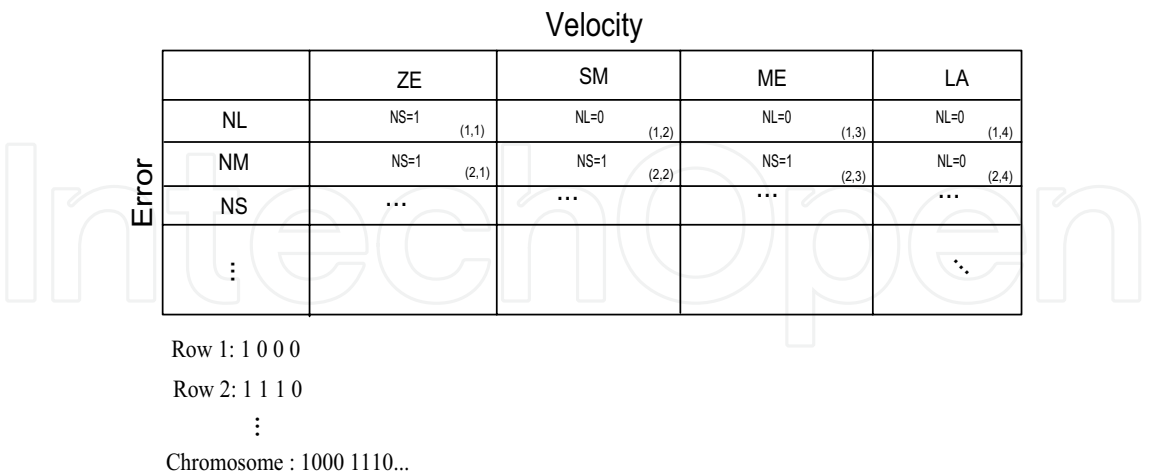 Velocity
ZE SM ME LA
NL NS=1 (1,1) NL=0 (1,2) NL=0 (1,3) NL=0 (1,4)
Error
NM NS=1 (2,1) NS=1 (2,2) NS=1 (2,3) NL=0 (2,4)
NS ... ... ... ...
⋮ ⋱
Row 1: 1 0 0 0
Row 2: 1 1 1 0
⋮
Chromosome : 1000 1110...
IntechOpen